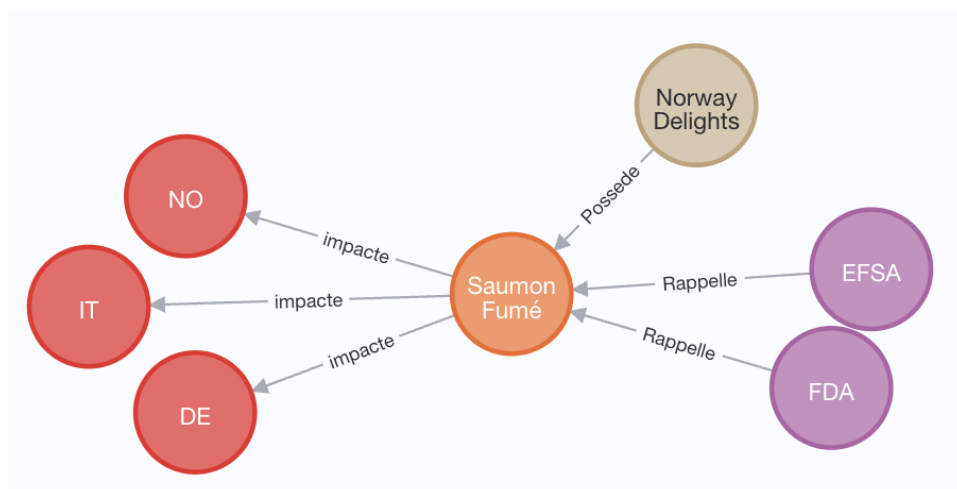 Norway
Delights
Possede
NO
impacte
Saumon
Fumé
Rappelle
EFSA
IT
impacte
Rappelle
FDA
DE
impacte